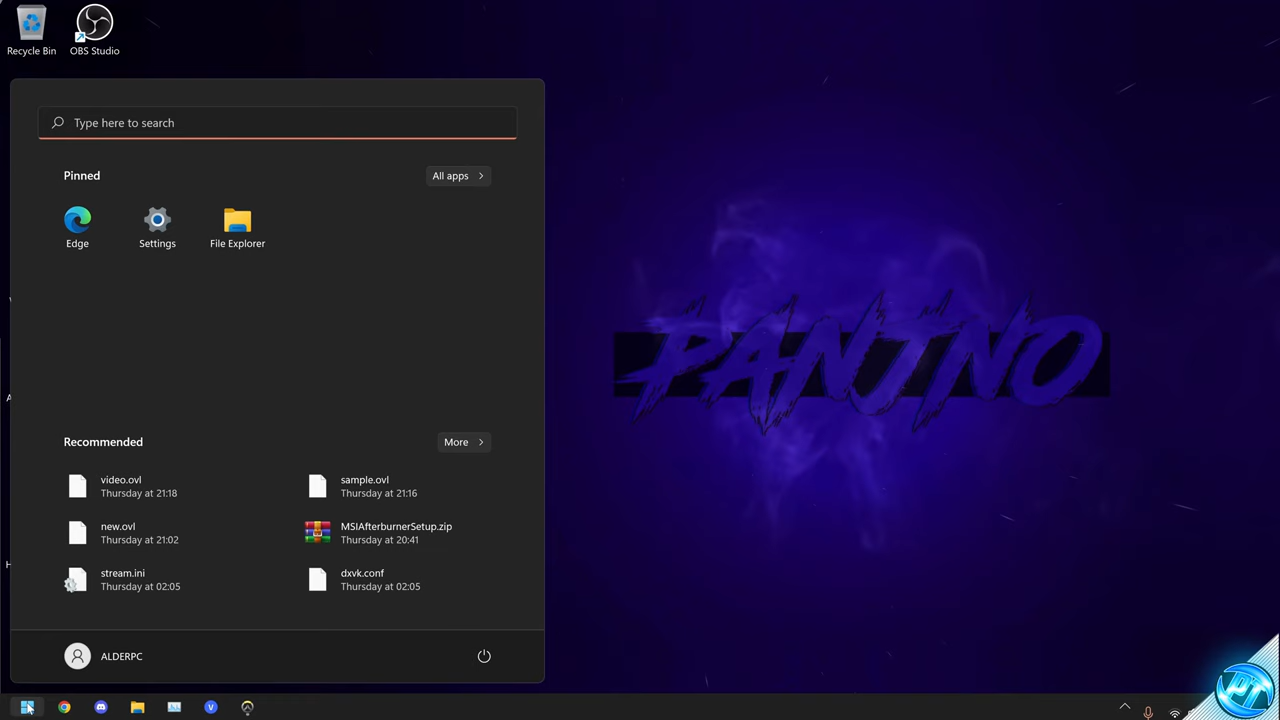 Recycle Bin
OBS Studio
Type here to search
Pinned
All apps
Edge
Settings
File Explorer
Recommended
More
video.ovl
Thursday at 21:18
sample.ovl
Thursday at 21:16
new.ovl
Thursday at 21:02
MSIAfterburnerSetup.zip
Thursday at 20:41
stream.ini
Thursday at 02:05
dxvk.conf
Thursday at 02:05
ALDERPC
PANJNO
PT